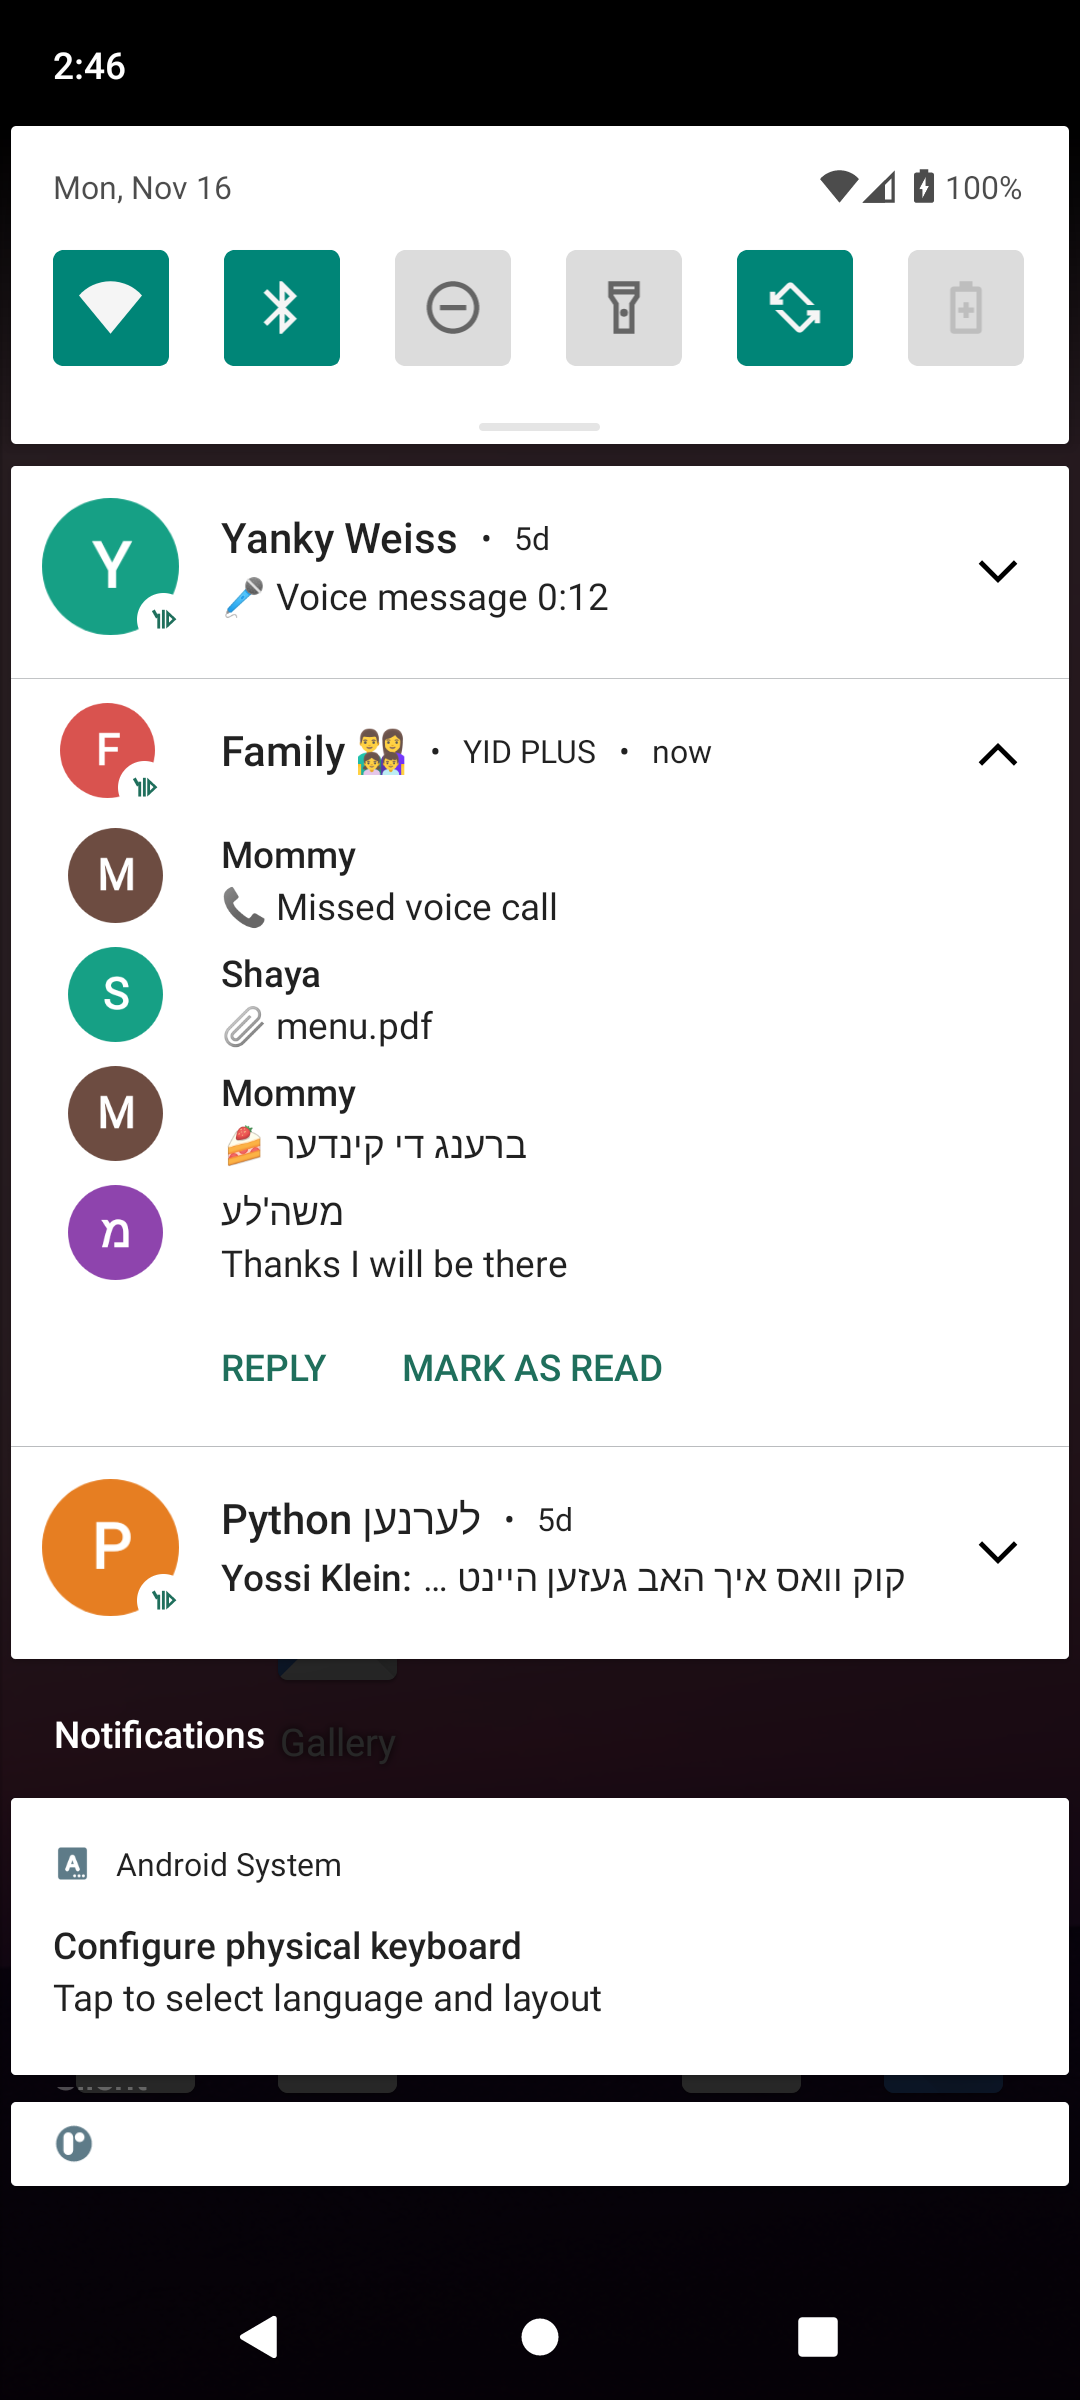 2:46
Mon, Nov 16
100%
Y
Yanky Weiss • 5d
🎤 Voice message 0:12
F
Family 👨‍👩‍👧‍👦 • YID PLUS • now
M
Mommy
📞 Missed voice call
S
Shaya
📎 menu.pdf
M
Mommy
🍰 ברענג די קינדער
מ
משה'לע
Thanks I will be there
REPLY MARK AS READ
P
Python לערנען • 5d
Yossi Klein: קוק וואס איך האב געזען היינט ...
Notifications
Gallery
Android System
Configure physical keyboard
Tap to select language and layout